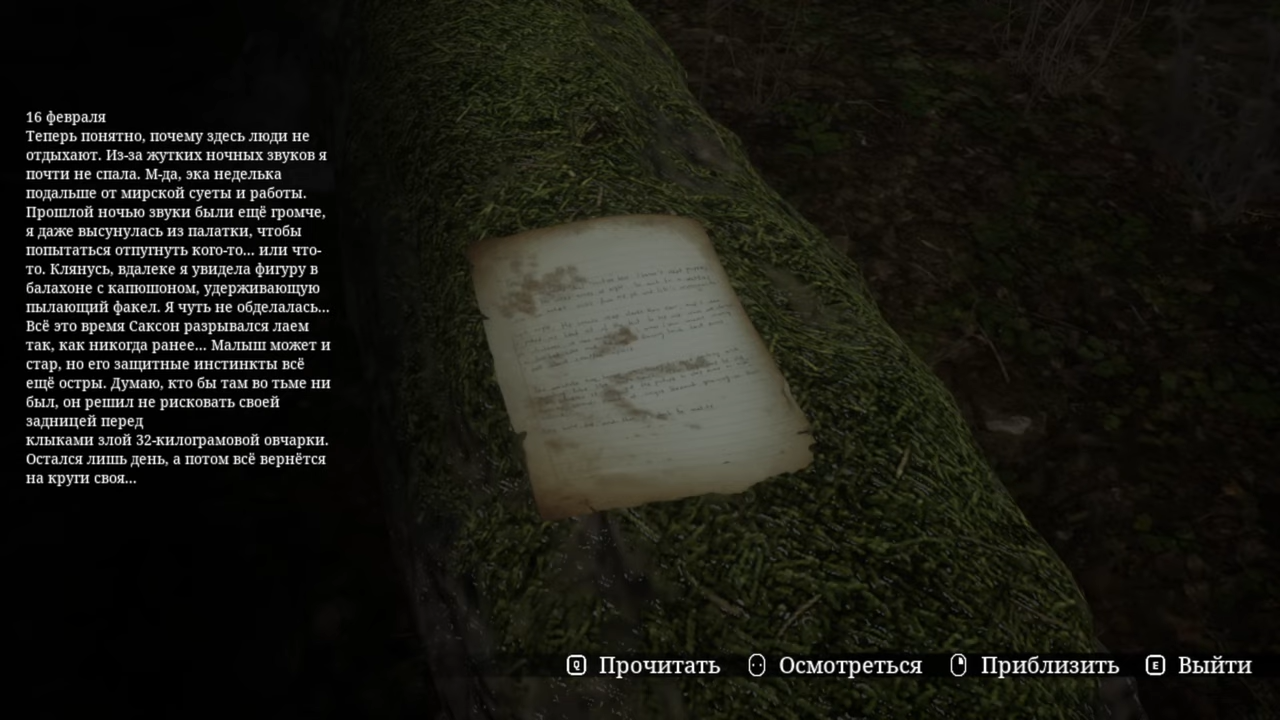 16 февраля
Теперь понятно, почему здесь люди не
отдыхают. Из-за жутких ночных звуков я
почти не спала. М-да, эка неделька
подальше от мирской суеты и работы.
Прошлой ночью звуки были ещё громче,
я даже высунулась из палатки, чтобы
попытаться отпугнуть кого-то... или что-
то. Клянусь, вдалеке я увидела фигуру в
балахоне с капюшоном, удерживающую
пылающий факел. Я чуть не обделалась...
Всё это время Саксон разрывался лаем
так, как никогда ранее... Малыш может и
стар, но его защитные инстинкты всё
ещё остры. Думаю, кто бы там во тьме ни
был, он решил не рисковать своей
задницей перед
клыками злой 32-килограмовой овчарки.
Остался лишь день, а потом всё вернётся
на круги своя...
Q Прочитать Осмотреться Приблизить E Выйти